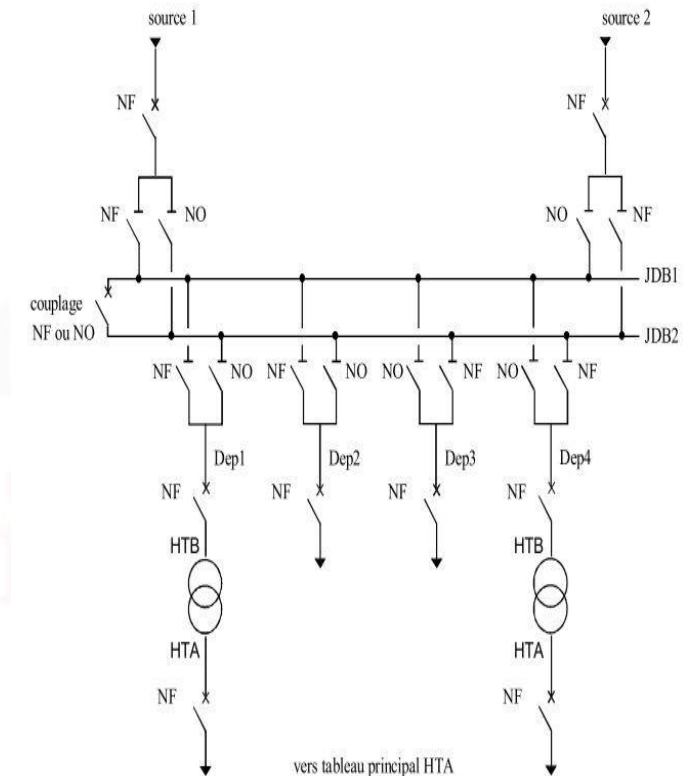 source 1
source 2
NF
NF
NF
NO
NO
NF
JDB1
couplage
NF ou NO
JDB2
NF
NO
NF
NO
NO
NF
NO
NF
Dep1
Dep2
Dep3
Dep4
NF
NF
NF
NF
HTB
HTB
HTA
HTA
NF
NF
vers tableau principal HTA